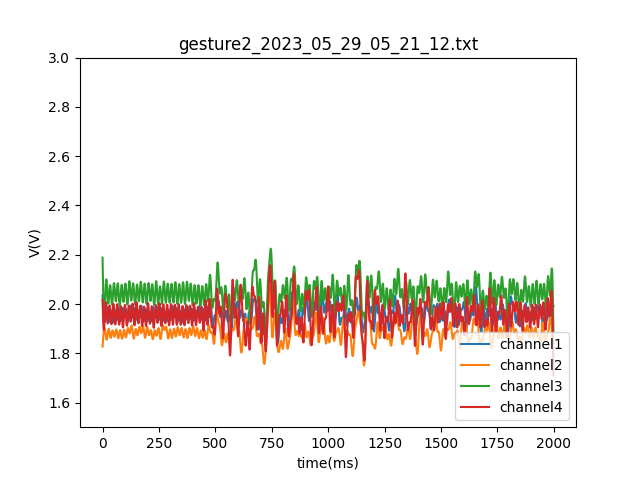 gesture2_2023_05_29_05_21_12.txt
V(V)
3.0
2.8
2.6
2.4
2.2
2.0
1.8
1.6
0 250 500 750 1000 1250 1500 1750 2000
time(ms)
channel1
channel2
channel3
channel4